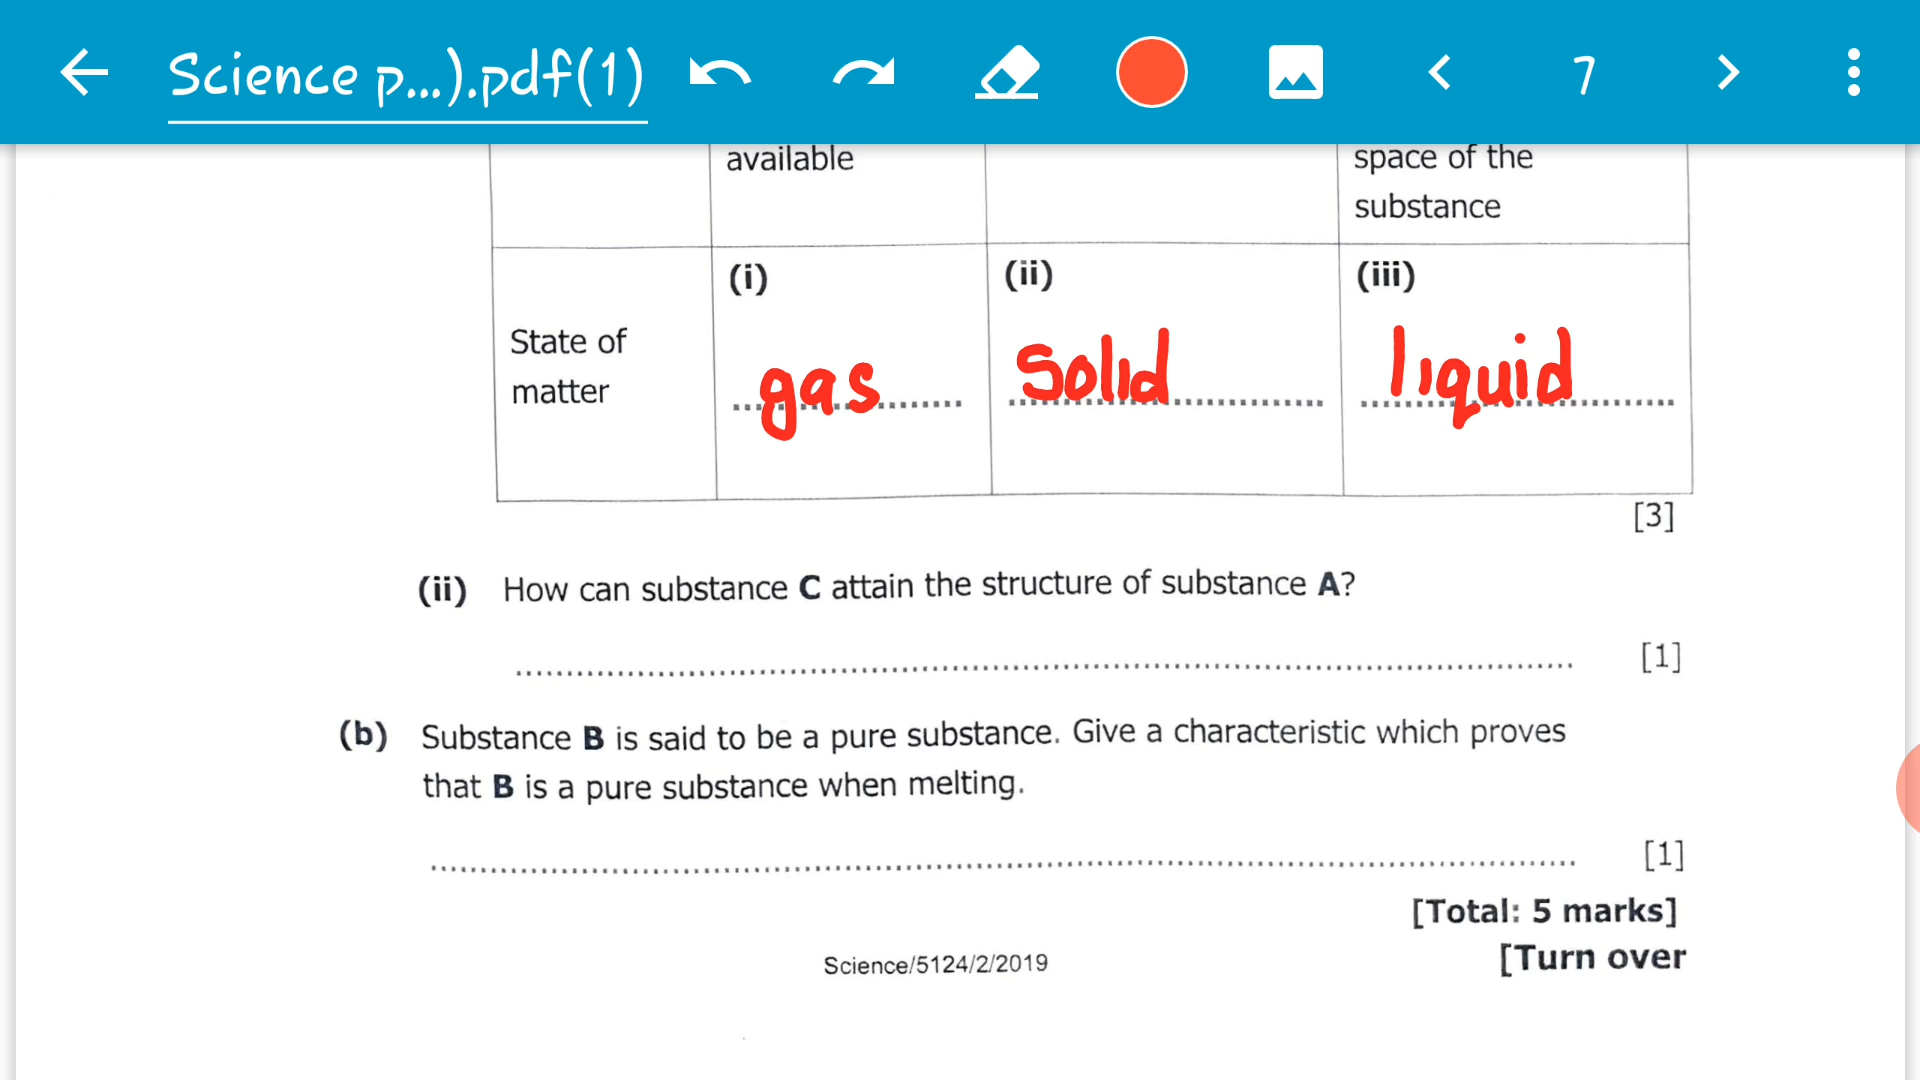 Science p...).pdf(1) 7
available
space of the
substance
(i) (ii) (iii)
State of
matter
gas solid liquid
[3]
(ii) How can substance C attain the structure of substance A?
[1]
(b) Substance B is said to be a pure substance. Give a characteristic which proves
that B is a pure substance when melting.
[1]
[Total: 5 marks]
Science/5124/2/2019
[Turn over